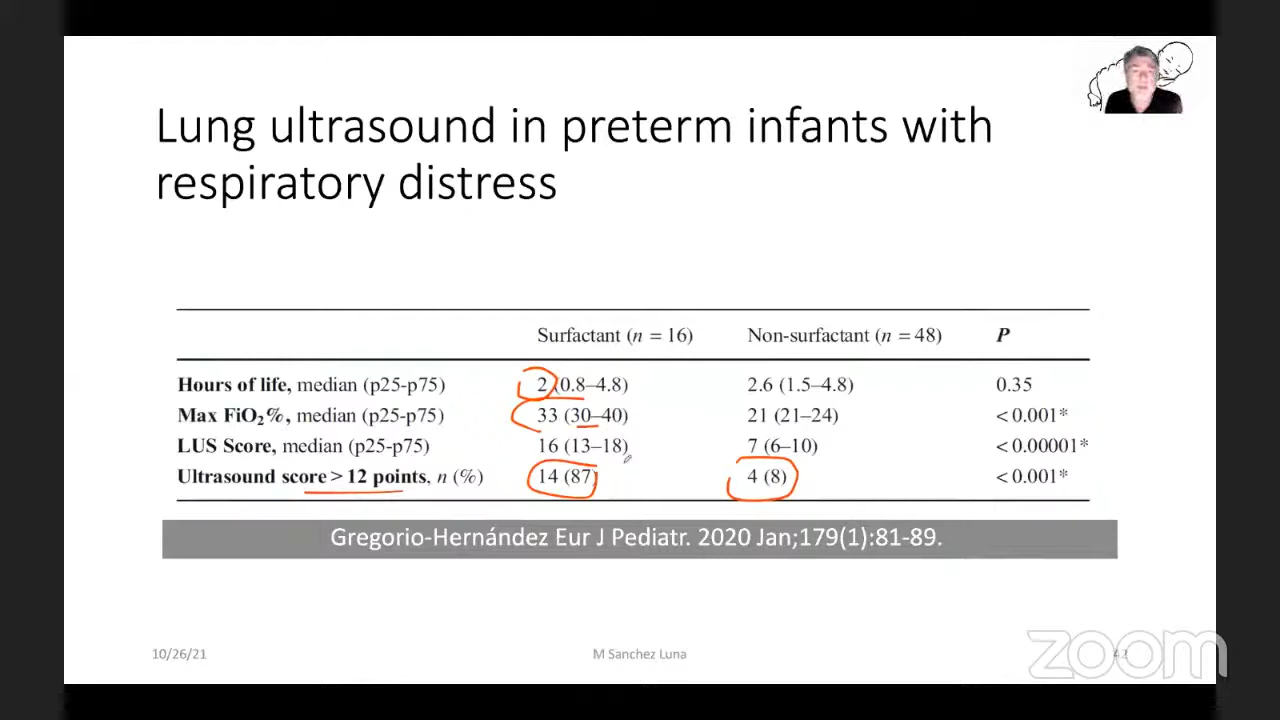 Lung ultrasound in preterm infants with
respiratory distress
Surfactant (n = 16) Non-surfactant (n = 48) P
Hours of life, median (p25-p75) 2 (0.8–4.8) 2.6 (1.5–4.8) 0.35
Max FiO₂%, median (p25-p75) 33 (30–40) 21 (21–24) < 0.001*
LUS Score, median (p25-p75) 16 (13–18) 7 (6–10) < 0.00001*
Ultrasound score > 12 points, n (%) 14 (87) 4 (8) < 0.001*
Gregorio-Hernández Eur J Pediatr. 2020 Jan;179(1):81-89.
10/26/21 M Sanchez Luna 42
zoom